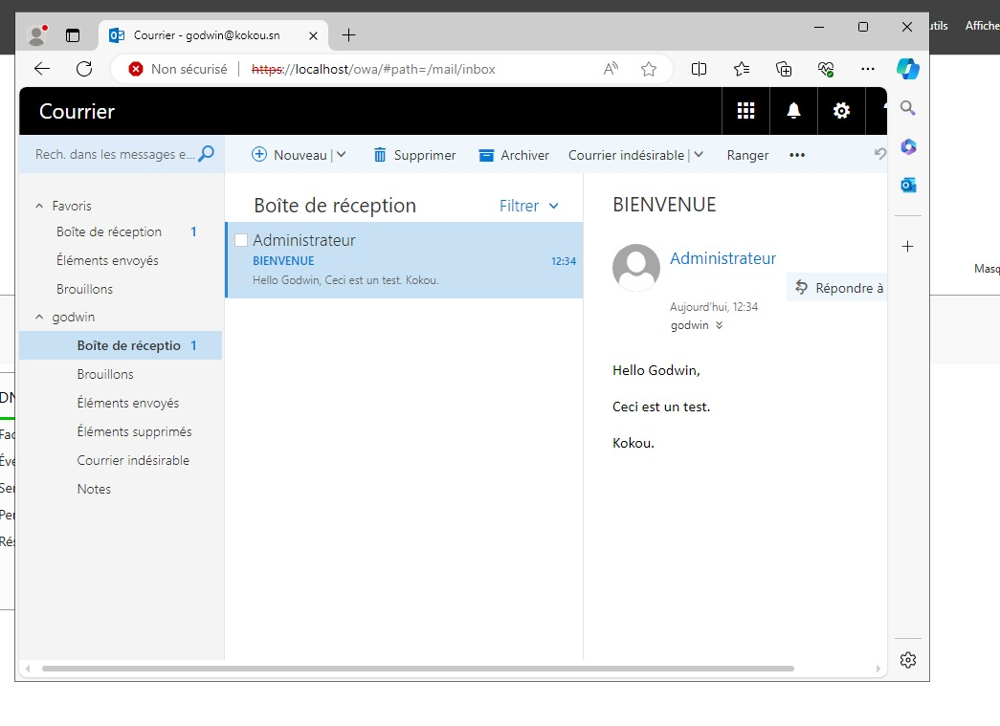 utils
Affiche
Courrier - godwin@kokou.sn
Non sécurisé
https://localhost/owa/#path=/mail/inbox
Courrier
Rech. dans les messages e...
Nouveau
Supprimer
Archiver
Courrier indésirable
Ranger
Favoris
Boîte de réception 1
Éléments envoyés
Brouillons
godwin
Boîte de réceptio 1
Brouillons
Éléments envoyés
Éléments supprimés
Courrier indésirable
Notes
Boîte de réception
Filtrer
Administrateur
BIENVENUE 12:34
Hello Godwin, Ceci est un test. Kokou.
BIENVENUE
Administrateur
Répondre à
Aujourd'hui, 12:34
godwin
Hello Godwin,
Ceci est un test.
Kokou.
Masq
DN
Fac
Éve
Ser
Per
Rés